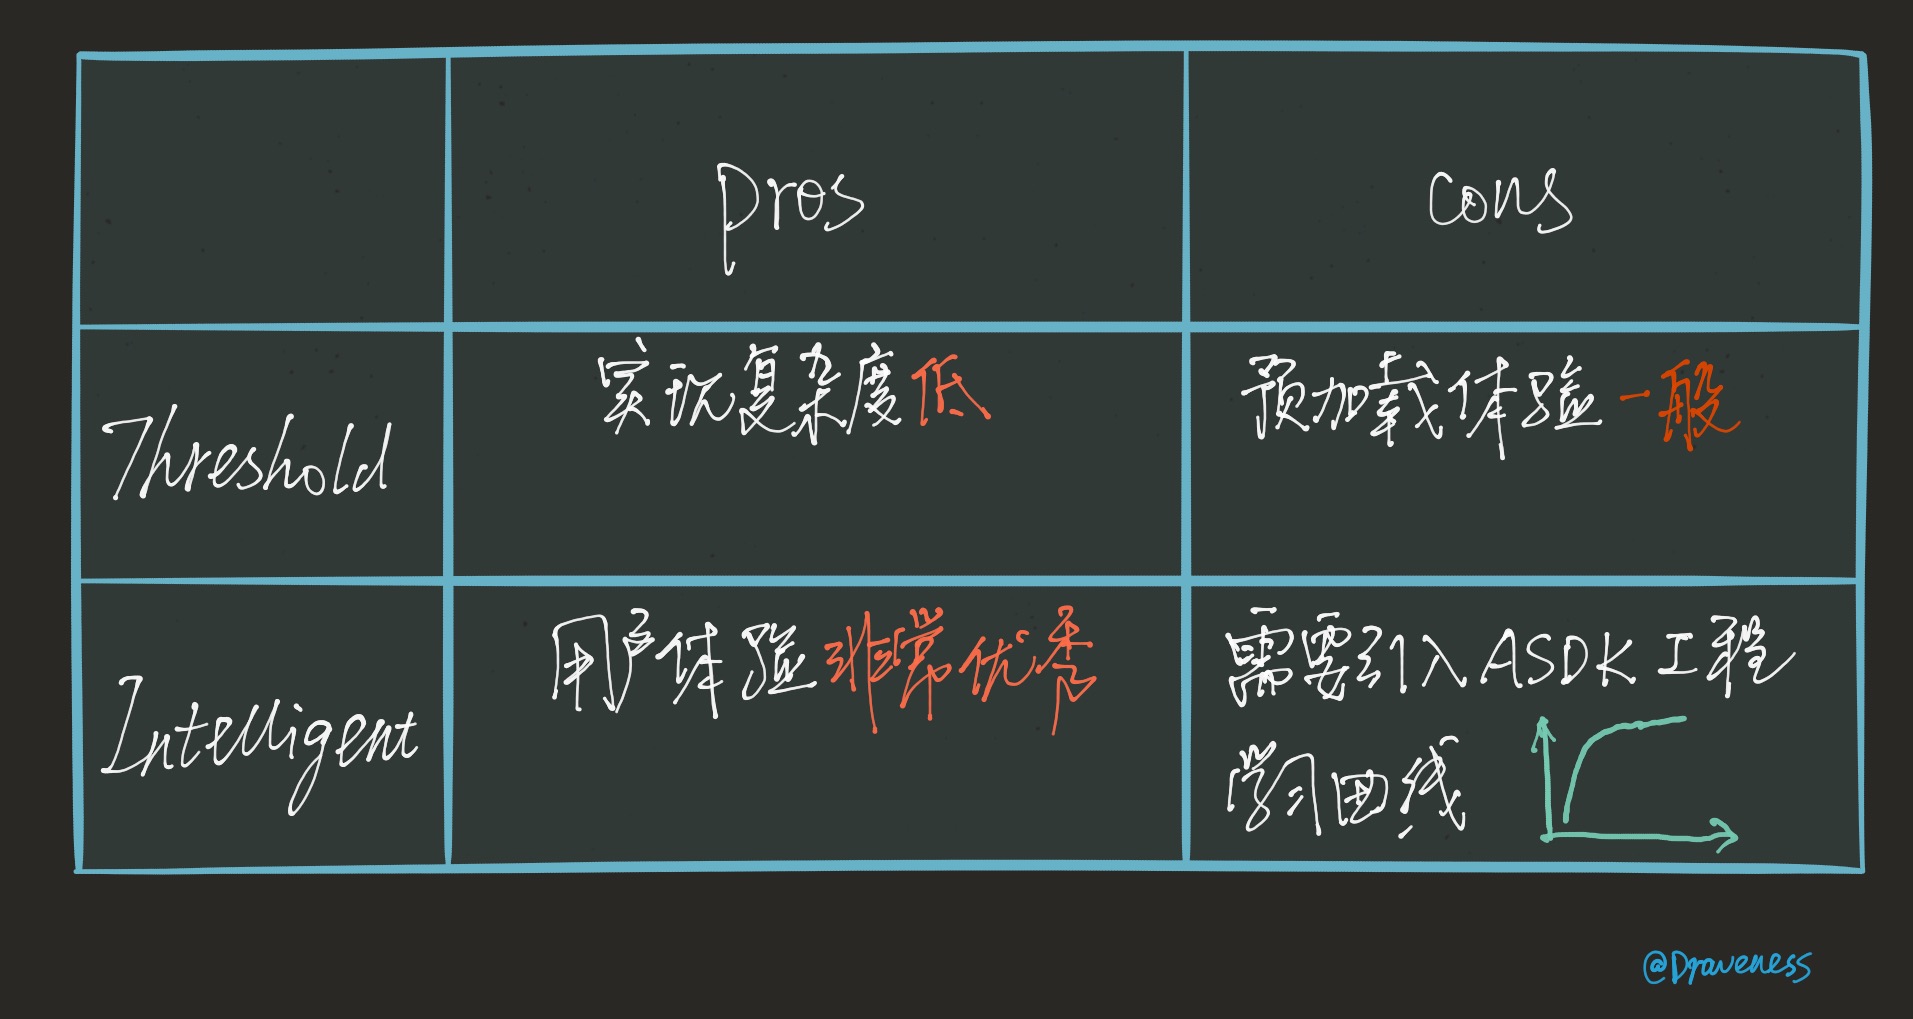 pros
cons
Threshold
实现复杂度低
预加载体验一般
Intelligent
用户体验非常优秀
需要引入ASDK工程
学习曲线
@Draveness